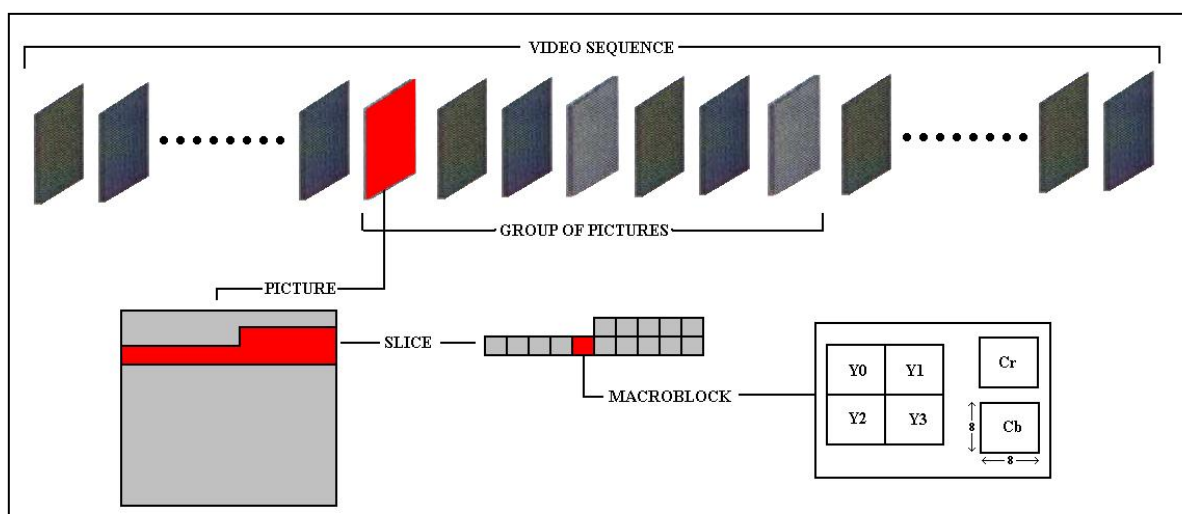 VIDEO SEQUENCE
GROUP OF PICTURES
PICTURE
SLICE
MACROBLOCK
Y0 Y1
Y2 Y3
Cr
Cb
8
8